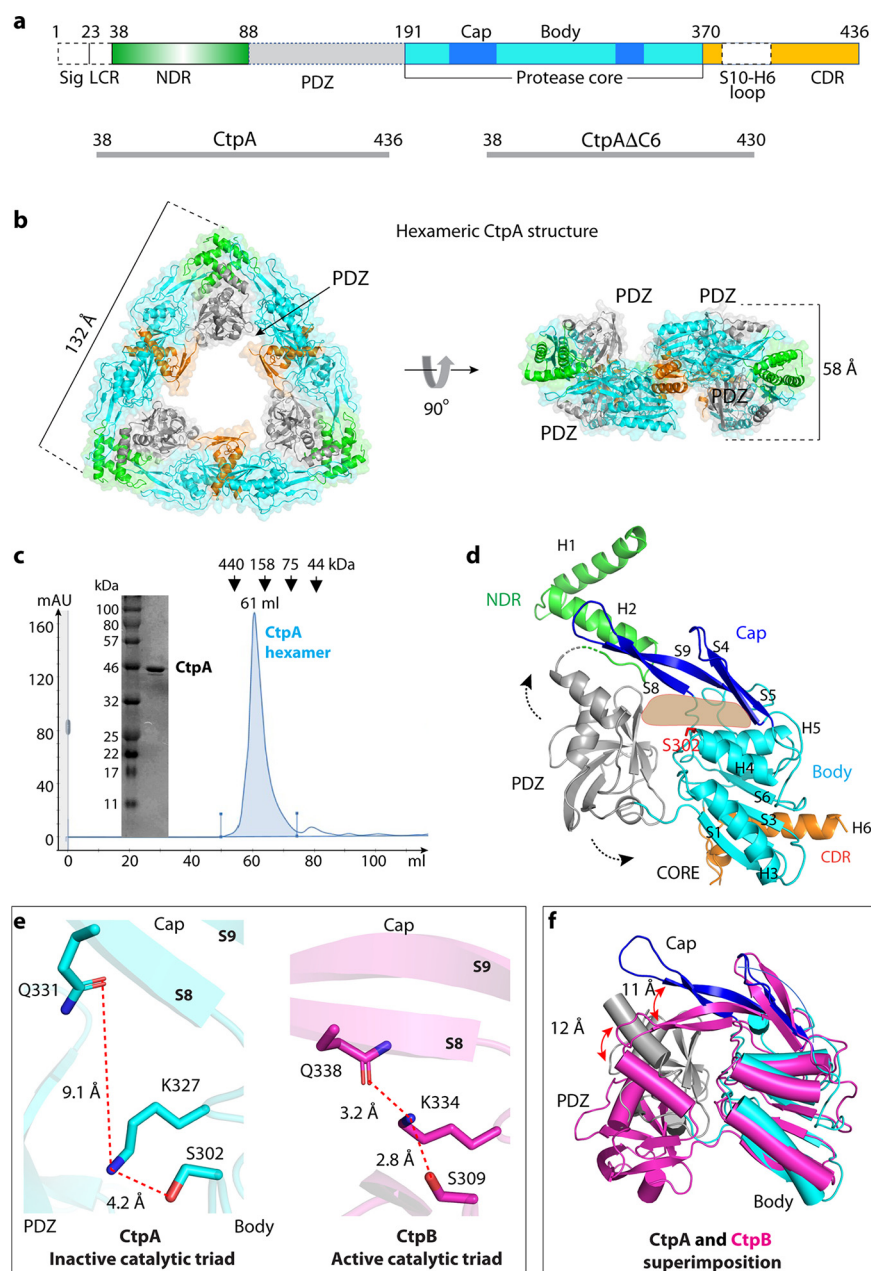 a
1 23 38 88 191 Cap Body 370 436
Sig LCR NDR PDZ Protease core S10-H6 CDR
loop
38 CtpA 436 38 CtpAΔC6 430
b
Hexameric CtpA structure
132 Å
PDZ
90°
PDZ PDZ
58 Å
PDZ
PDZ
c
440 158 75 44 kDa
mAU
kDa
61 ml
160
120
80
40
0
100
80
57
46
32
25
22
17
11
CtpA
CtpA
hexamer
0 20 40 60 80 100 ml
d
H1
NDR
H2
Cap
S9 S4
S8
S5
S302
H5
PDZ
H4
Body
S6
S1 S3
H6
CORE
H3
CDR
e
Cap
S9
Q331
S8
9.1 Å
K327
S302
4.2 Å
PDZ Body
CtpA
Inactive catalytic triad
Cap
S9
S8
Q338
K334
3.2 Å
2.8 Å
S309
CtpB
Active catalytic triad
f
Cap
11 Å
12 Å
PDZ
Body
CtpA and CtpB
superimposition